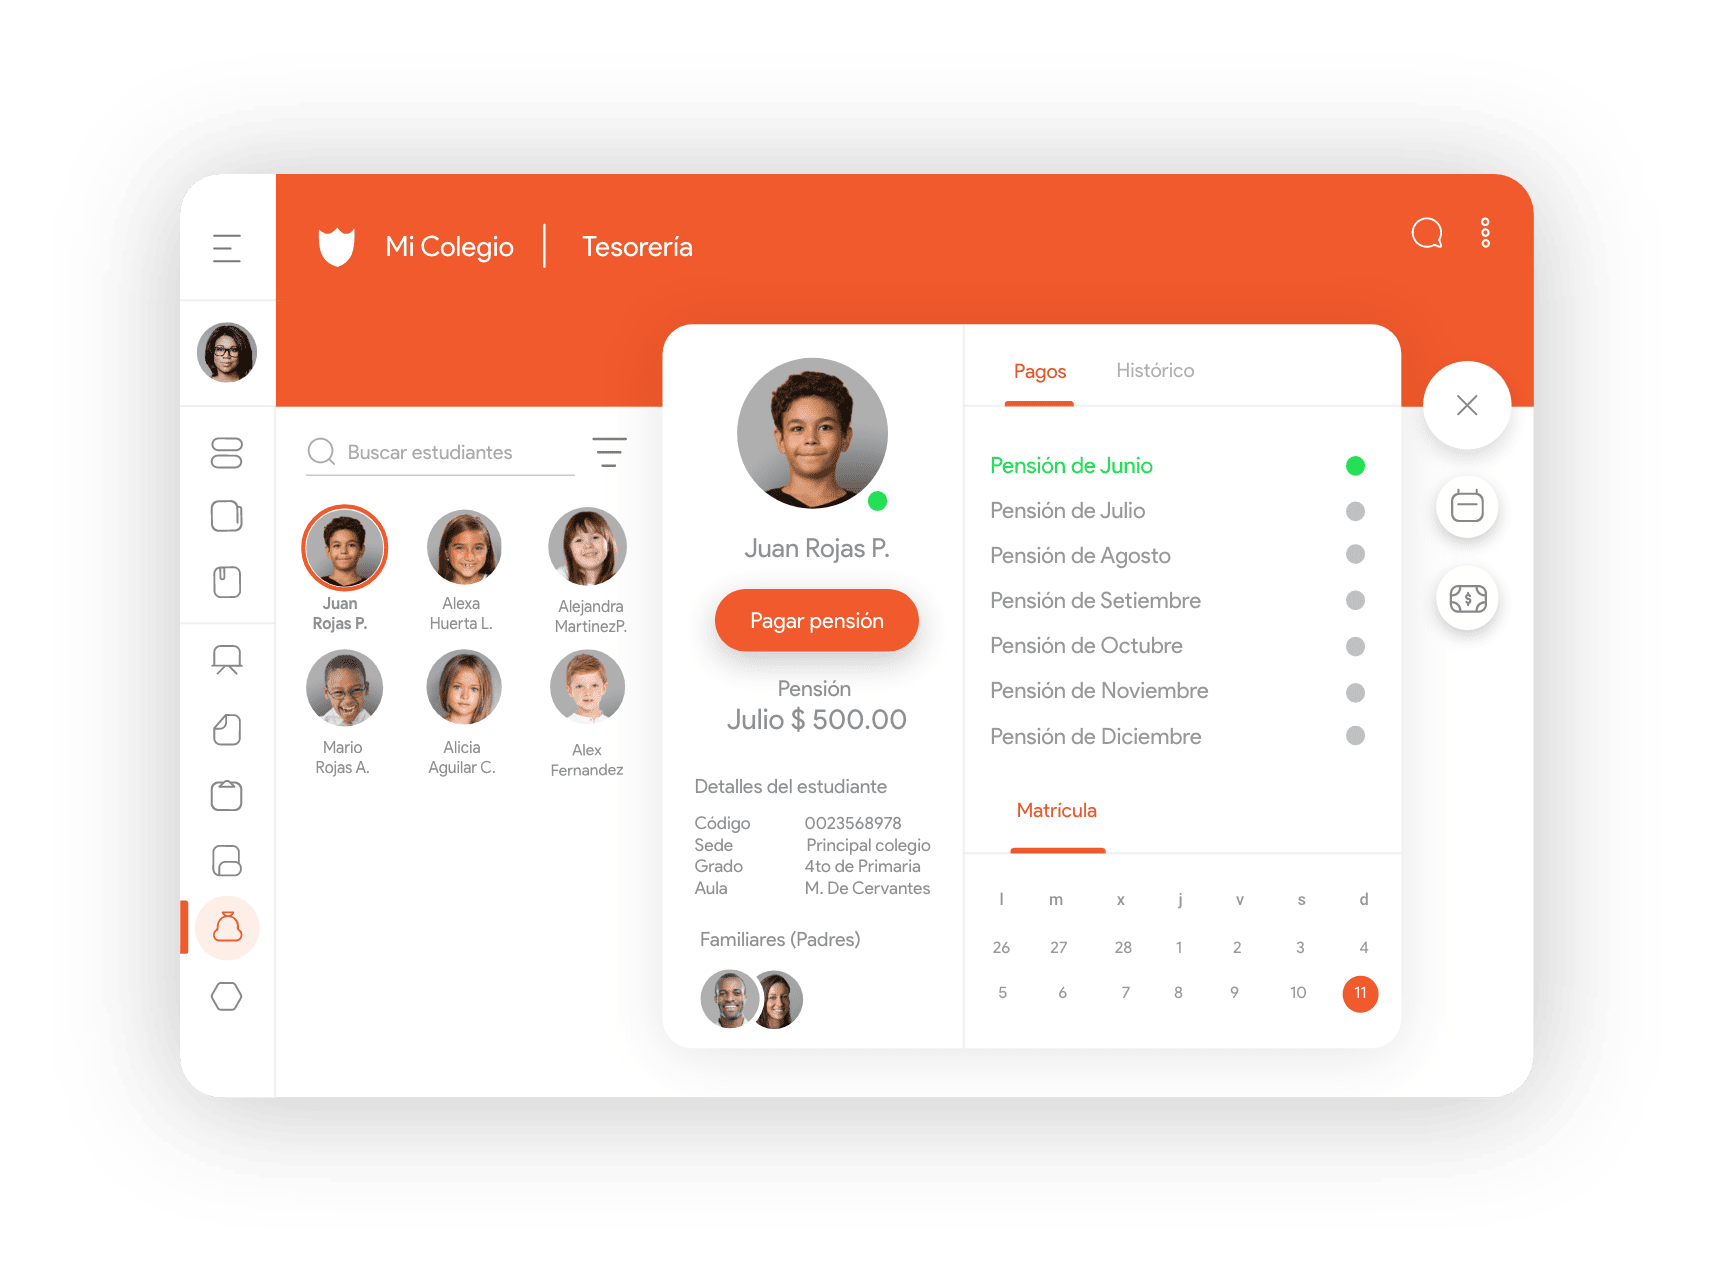 Mi Colegio
Tesorería
Buscar estudiantes
Juan
Rojas P.
Alexa
Huerta L.
Alejandra
MartinezP.
Mario
Rojas A.
Alicia
Aguilar C.
Alex
Fernandez
Juan Rojas P.
Pagar pensión
Pensión
Julio $ 500.00
Detalles del estudiante
Código 0023568978
Sede Principal colegio
Grado 4to de Primaria
Aula M. De Cervantes
Familiares (Padres)
Pagos Histórico
Pensión de Junio
Pensión de Julio
Pensión de Agosto
Pensión de Setiembre
Pensión de Octubre
Pensión de Noviembre
Pensión de Diciembre
Matrícula
l m x j v s d
26 27 28 1 2 3 4
5 6 7 8 9 10 11
$